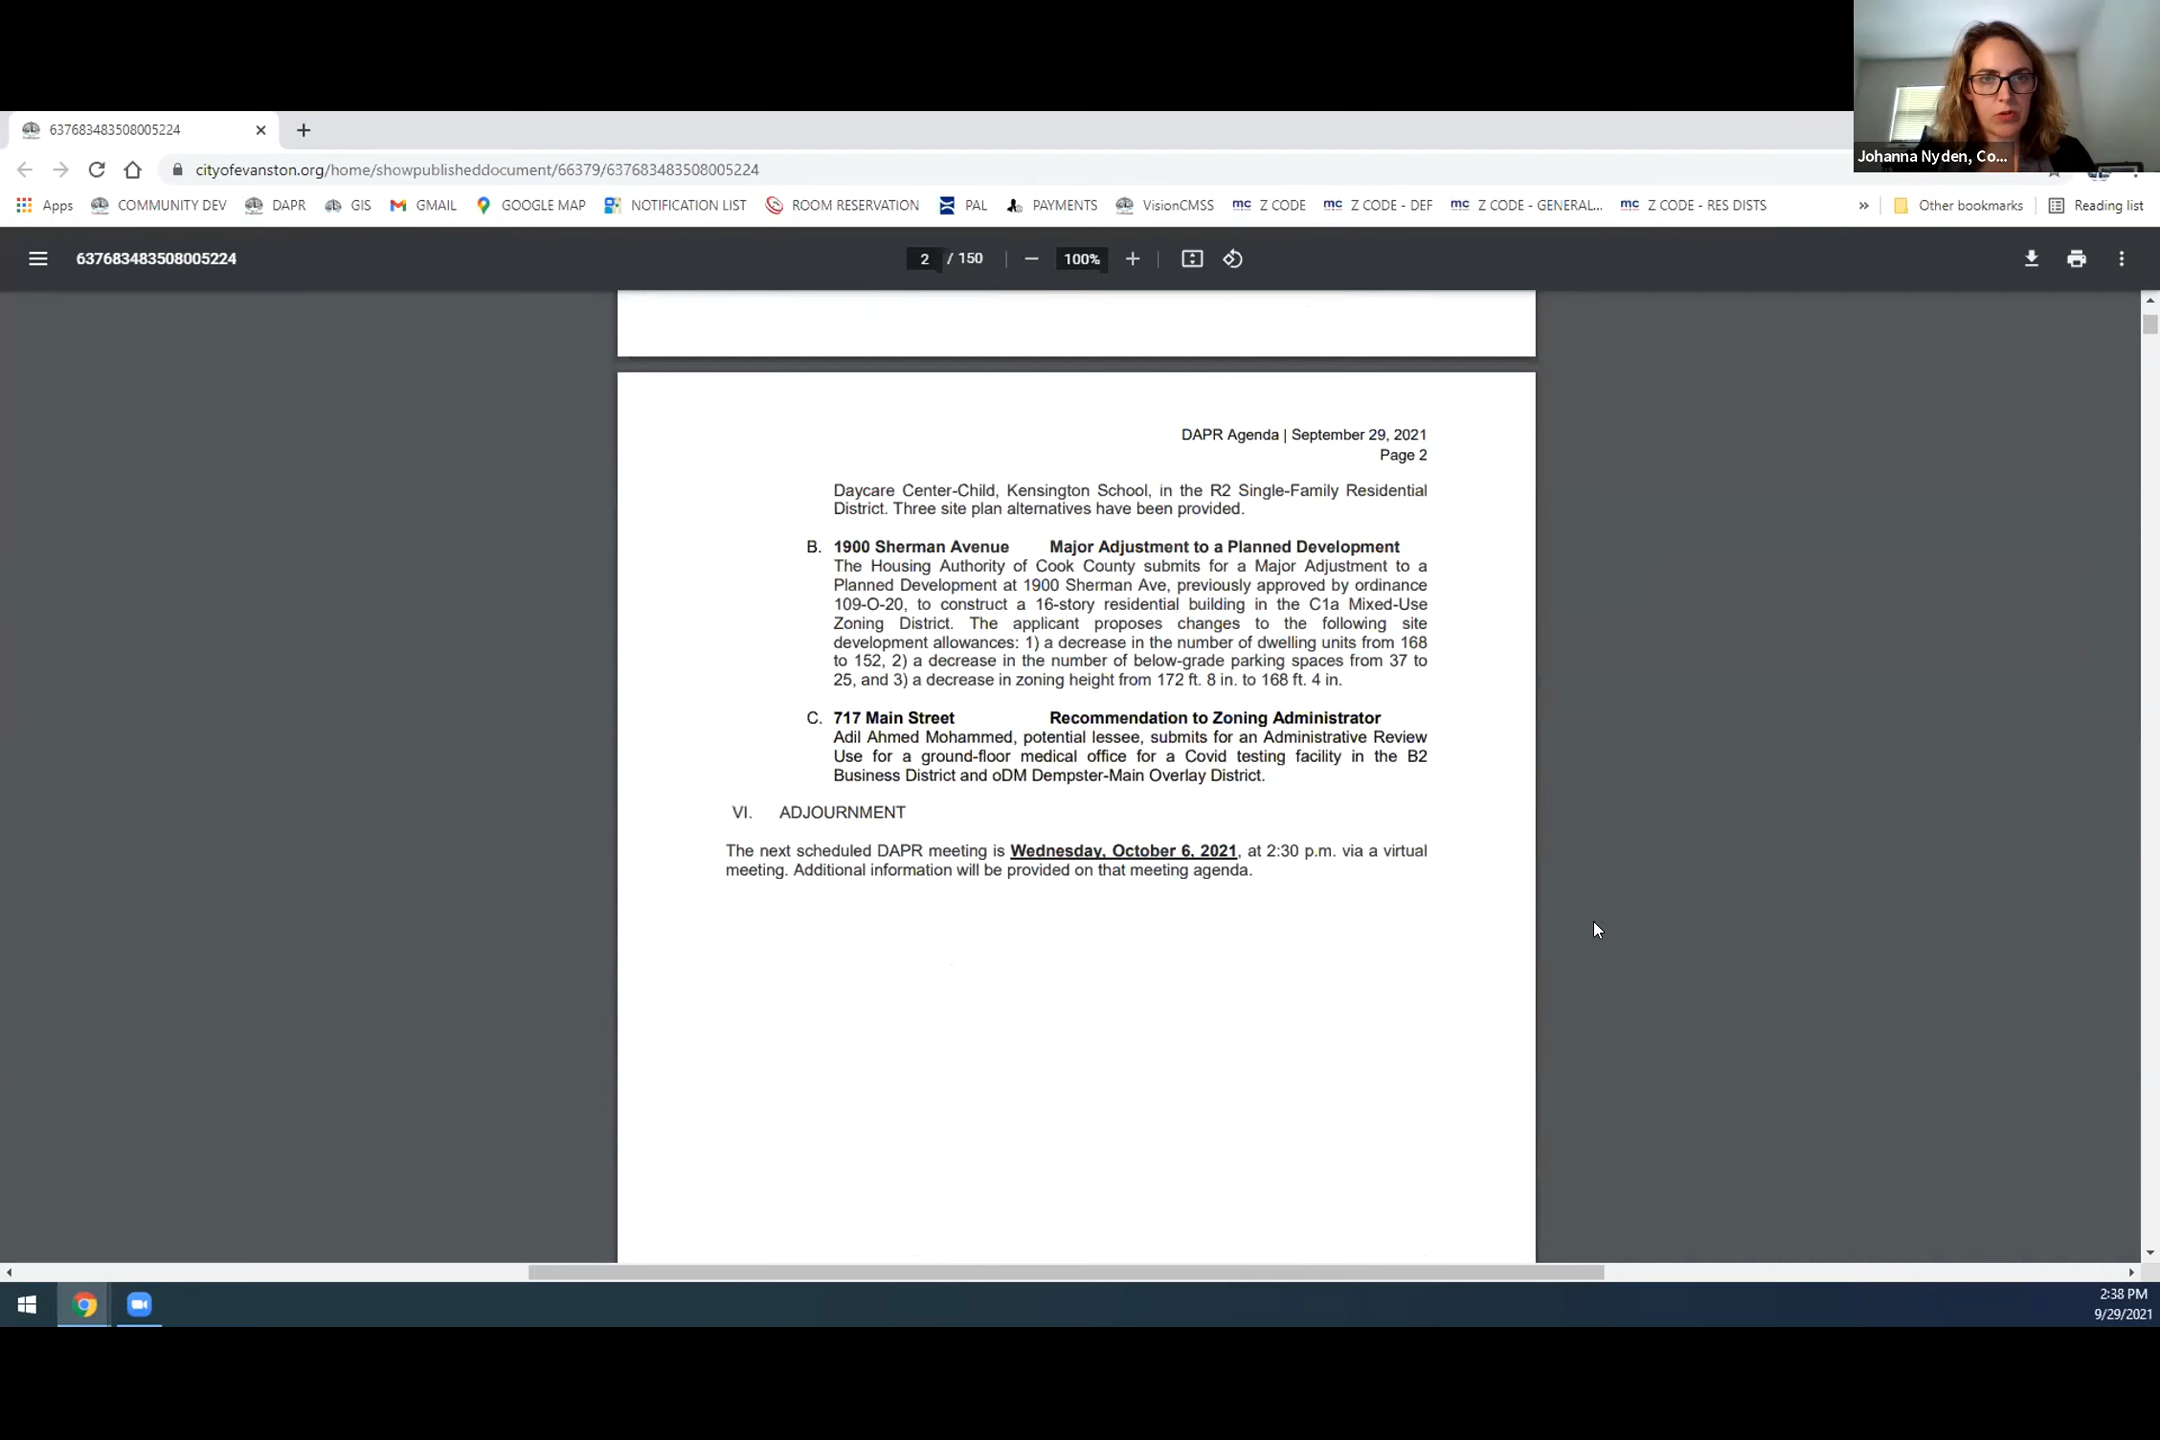 Johanna Nyden, Co...
637683483508005224
cityofevanston.org/home/showpublisheddocument/66379/637683483508005224
Apps COMMUNITY DEV DAPR GIS GMAIL GOOGLE MAP NOTIFICATION LIST ROOM RESERVATION PAL PAYMENTS VisionCMSS mc Z CODE mc Z CODE - DEF mc Z CODE - GENERAL... mc Z CODE - RES DISTS » Other bookmarks Reading list
637683483508005224 2 / 150 100%
DAPR Agenda | September 29, 2021
Page 2
Daycare Center-Child, Kensington School, in the R2 Single-Family Residential
District. Three site plan alternatives have been provided.
B. 1900 Sherman Avenue Major Adjustment to a Planned Development
The Housing Authority of Cook County submits for a Major Adjustment to a
Planned Development at 1900 Sherman Ave, previously approved by ordinance
109-O-20, to construct a 16-story residential building in the C1a Mixed-Use
Zoning District. The applicant proposes changes to the following site
development allowances: 1) a decrease in the number of dwelling units from 168
to 152, 2) a decrease in the number of below-grade parking spaces from 37 to
25, and 3) a decrease in zoning height from 172 ft. 8 in. to 168 ft. 4 in.
C. 717 Main Street Recommendation to Zoning Administrator
Adil Ahmed Mohammed, potential lessee, submits for an Administrative Review
Use for a ground-floor medical office for a Covid testing facility in the B2
Business District and oDM Dempster-Main Overlay District.
VI. ADJOURNMENT
The next scheduled DAPR meeting is Wednesday, October 6, 2021, at 2:30 p.m. via a virtual
meeting. Additional information will be provided on that meeting agenda.
2:38 PM
9/29/2021